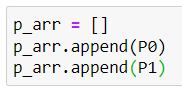 p_arr = []
p_arr.append(P0)
p_arr.append(P1)